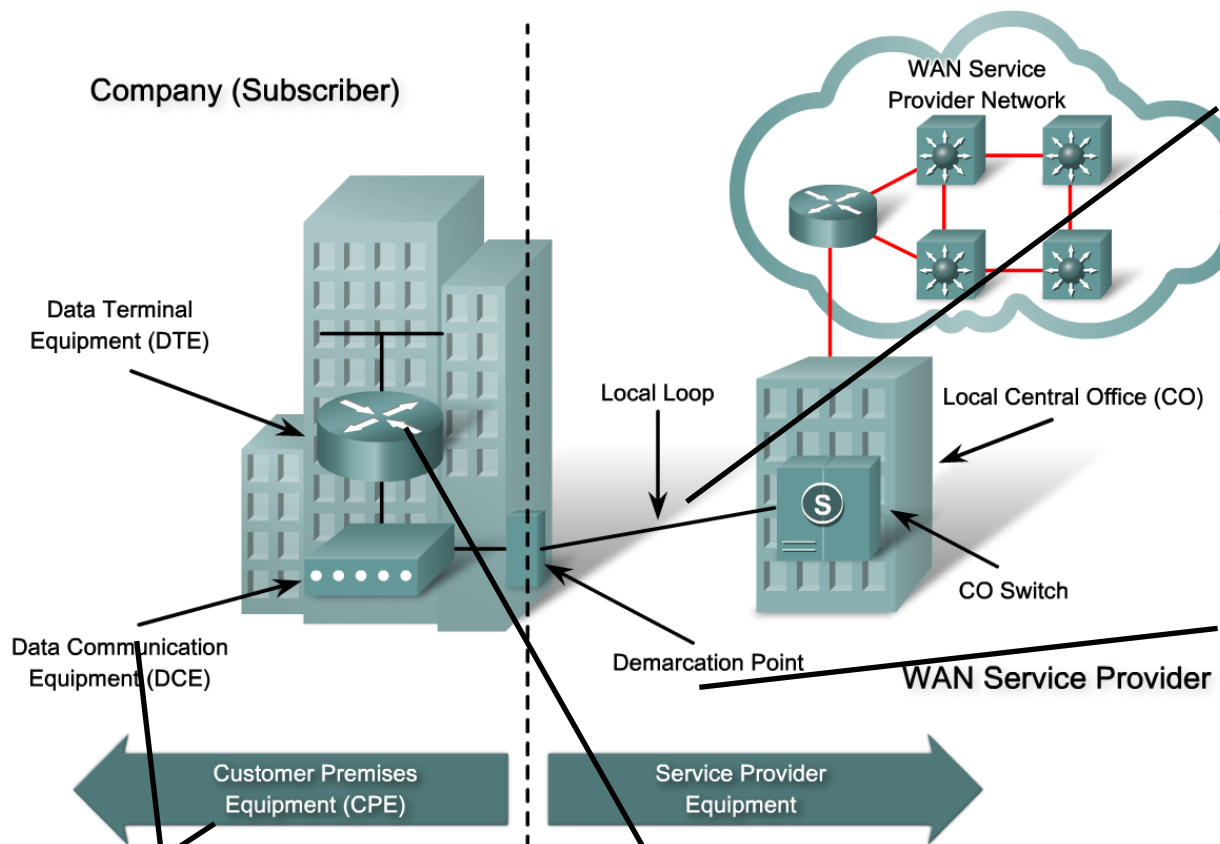 Company (Subscriber)
WAN Service
Provider Network
Data Terminal
Equipment (DTE)
Local Loop
Local Central Office (CO)
S
CO Switch
Data Communication
Equipment (DCE)
Demarcation Point
WAN Service Provider
Customer Premises
Equipment (CPE)
Service Provider
Equipment